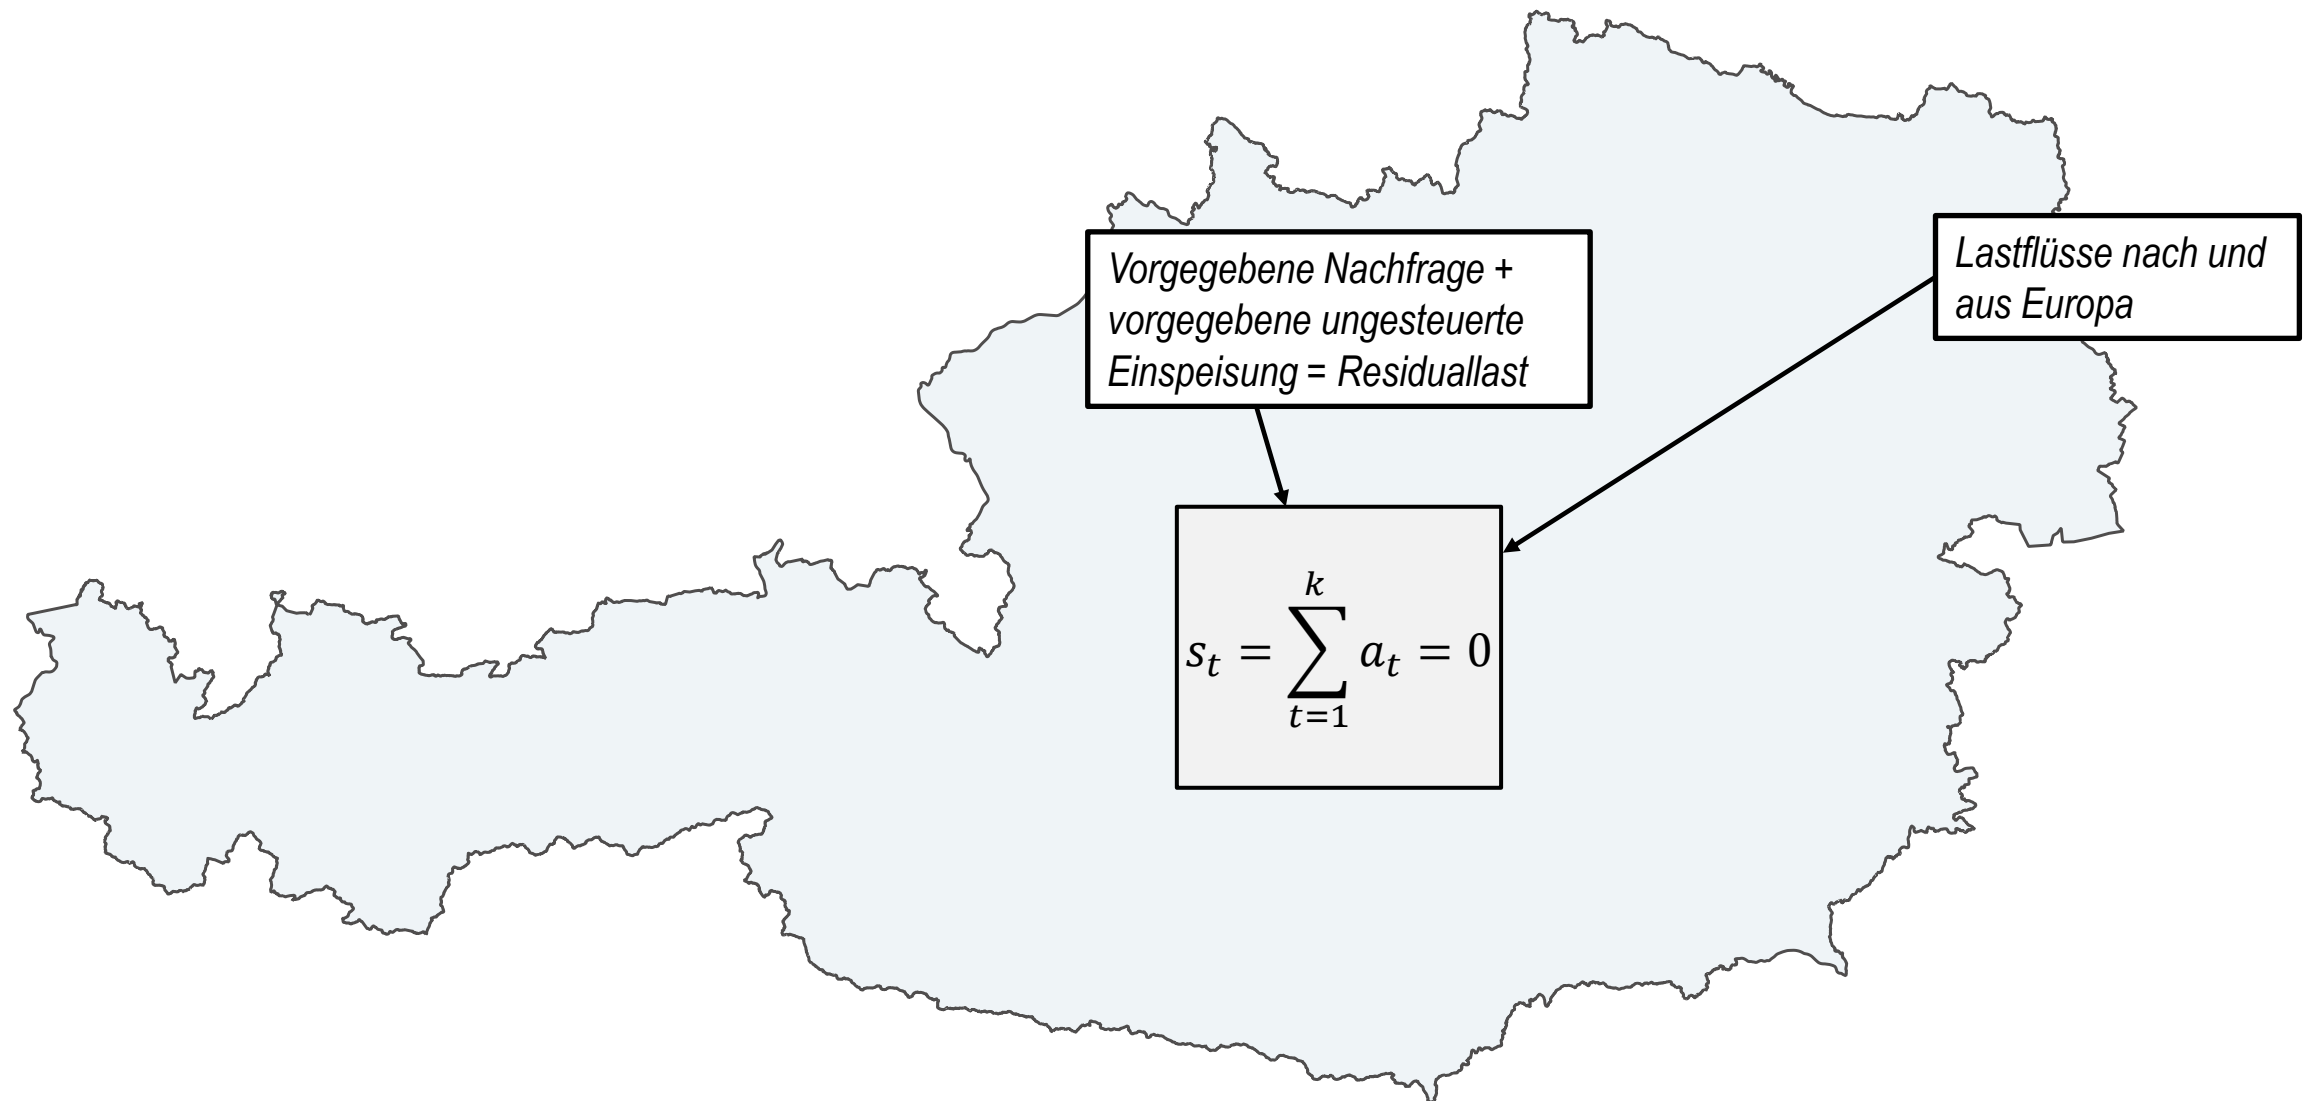 Vorgegebene Nachfrage +
vorgegebene ungesteuerte
Einspeisung = Residuallast
Lastflüsse nach und
aus Europa
k
s_t = ∑ a_t = 0
t=1